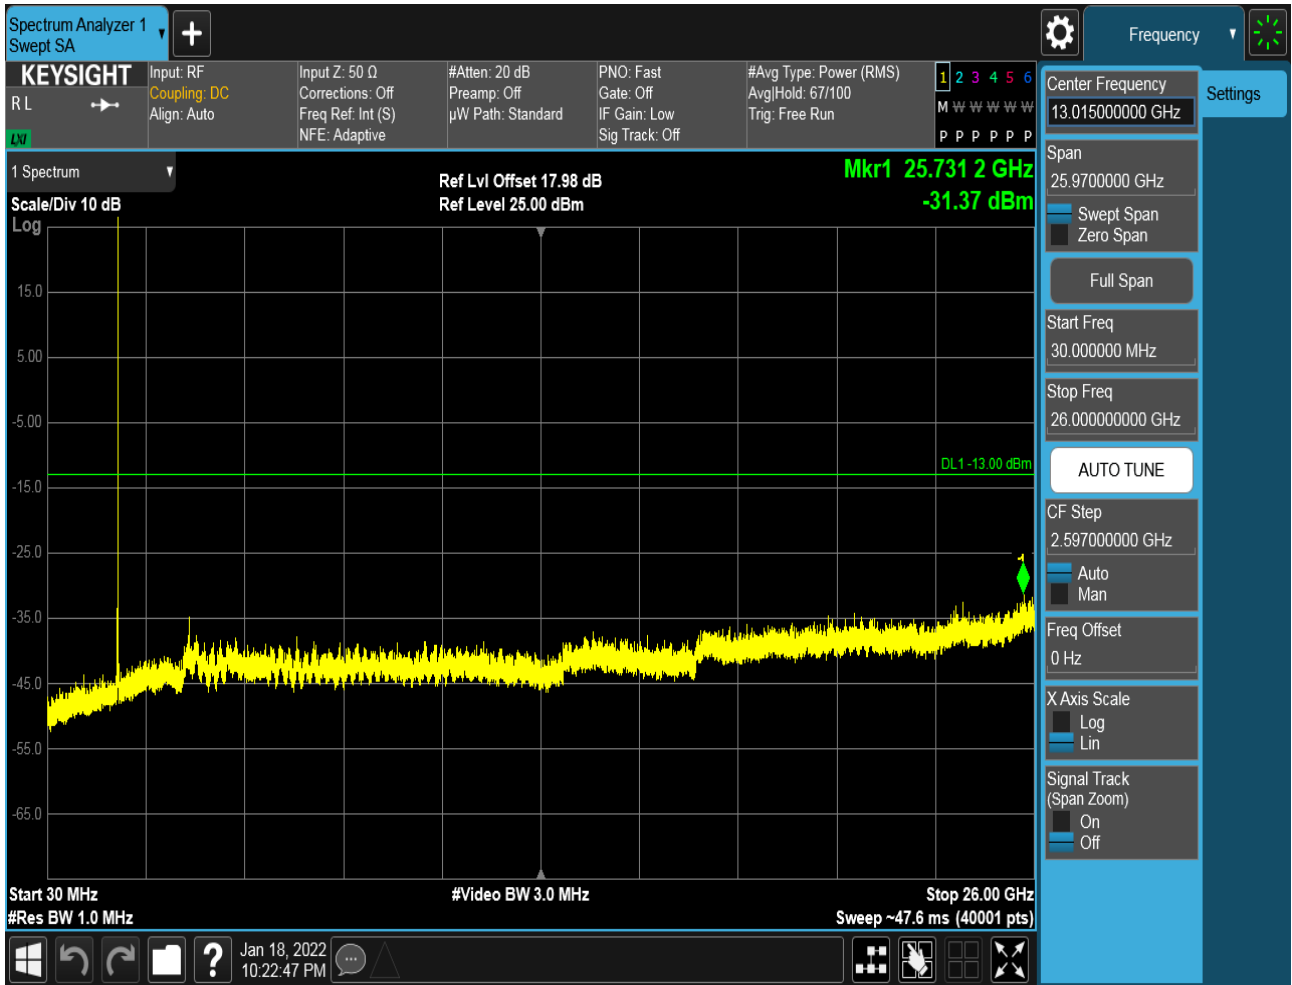 Spectrum Analyzer 1
Swept SA
Frequency
KEYSIGHT
R L
LXI
Input: RF
Coupling: DC
Align: Auto
Input Z: 50 Ω
Corrections: Off
Freq Ref: Int (S)
NFE: Adaptive
#Atten: 20 dB
Preamp: Off
µW Path: Standard
PNO: Fast
Gate: Off
IF Gain: Low
Sig Track: Off
#Avg Type: Power (RMS)
Avg|Hold: 67/100
Trig: Free Run
1 2 3 4 5 6
M W W W W W
P P P P P P
1 Spectrum
Scale/Div 10 dB
Log
Ref Lvl Offset 17.98 dB
Ref Level 25.00 dBm
Mkr1 25.731 2 GHz
-31.37 dBm
15.0
5.00
-5.00
-15.0
-25.0
-35.0
-45.0
-55.0
-65.0
DL1 -13.00 dBm
1
Start 30 MHz
#Res BW 1.0 MHz
#Video BW 3.0 MHz
Stop 26.00 GHz
Sweep ~47.6 ms (40001 pts)
Jan 18, 2022
10:22:47 PM
Center Frequency
13.015000000 GHz
Settings
Span
25.9700000 GHz
Swept Span
Zero Span
Full Span
Start Freq
30.000000 MHz
Stop Freq
26.000000000 GHz
AUTO TUNE
CF Step
2.597000000 GHz
Auto
Man
Freq Offset
0 Hz
X Axis Scale
Log
Lin
Signal Track
(Span Zoom)
On
Off